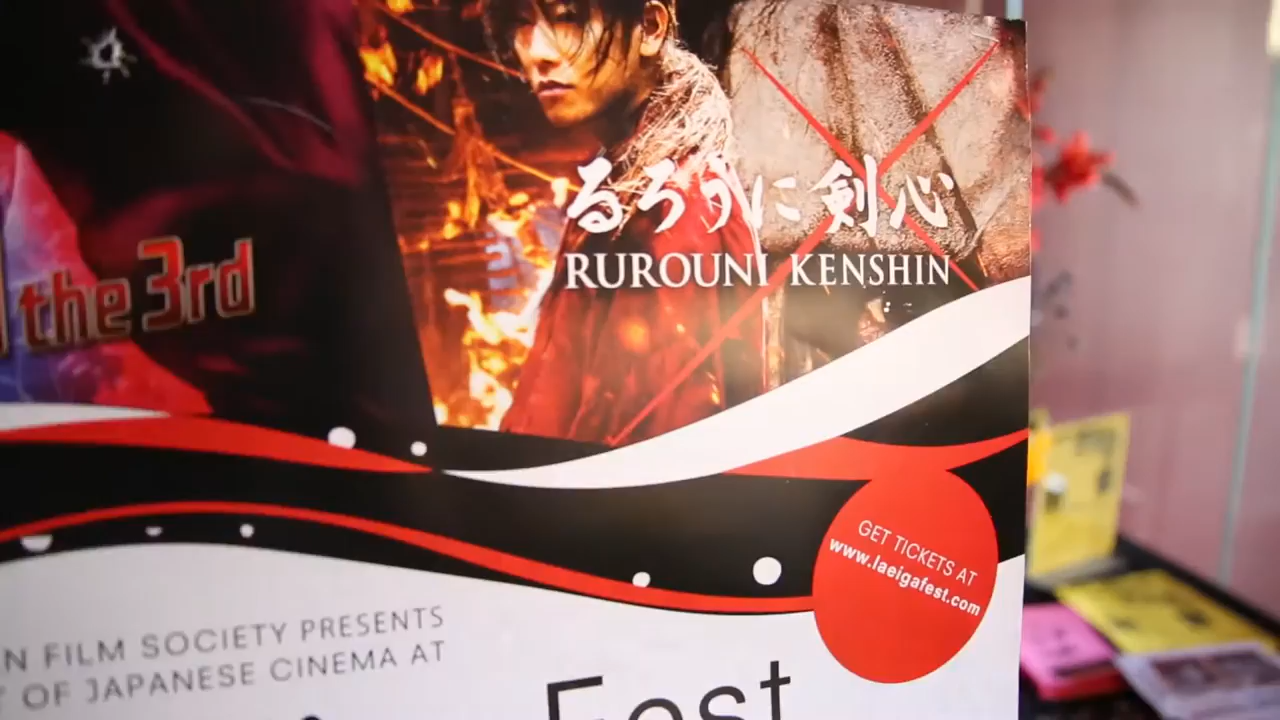 the 3rd
るろうに剣心
RUROUNI KENSHIN
GET TICKETS AT
www.laeigafest.com
N FILM SOCIETY PRESENTS
OF JAPANESE CINEMA AT
Fest